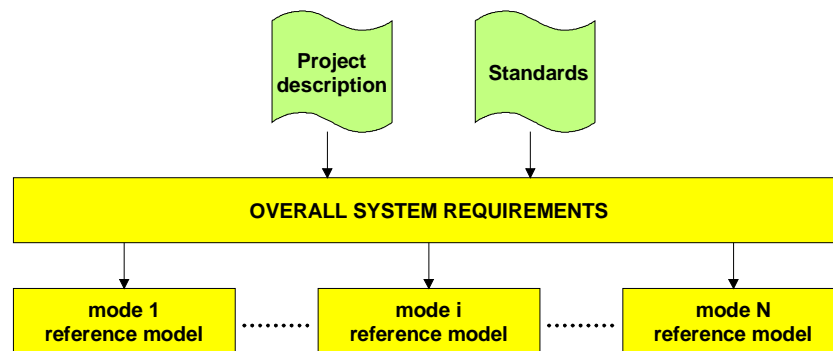 Project
description
Standards
OVERALL SYSTEM REQUIREMENTS
mode 1
reference model
mode i
reference model
mode N
reference model